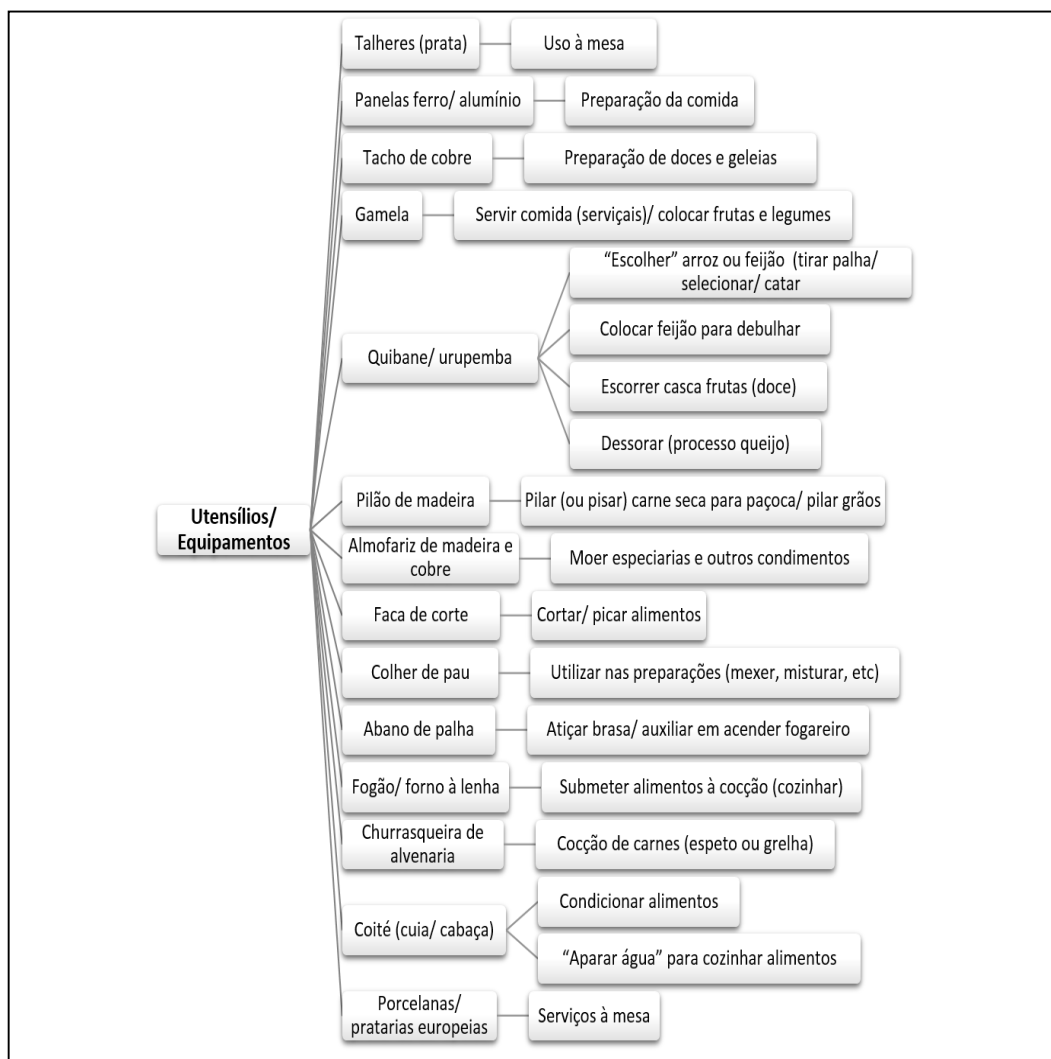 Talheres (prata)
Uso à mesa
Panelas ferro/ alumínio
Preparação da comida
Tacho de cobre
Preparação de doces e geleias
Gamela
Servir comida (serviçais)/ colocar frutas e legumes
Quibane/ urupemba
“Escolher” arroz ou feijão (tirar palha/
selecionar/ catar
Colocar feijão para debulhar
Escorrer casca frutas (doce)
Dessorar (processo queijo)
Utensílios/
Equipamentos
Pilão de madeira
Pilar (ou pisar) carne seca para paçoca/ pilar grãos
Almofariz de madeira e
cobre
Moer especiarias e outros condimentos
Faca de corte
Cortar/ picar alimentos
Colher de pau
Utilizar nas preparações (mexer, misturar, etc)
Abano de palha
Atiçar brasa/ auxiliar em acender fogareiro
Fogão/ forno à lenha
Submeter alimentos à cocção (cozinhar)
Churrasqueira de
alvenaria
Cocção de carnes (espeto ou grelha)
Coité (cuia/ cabaça)
Condicionar alimentos
“Aparar água” para cozinhar alimentos
Porcelanas/
pratarias europeias
Serviços à mesa